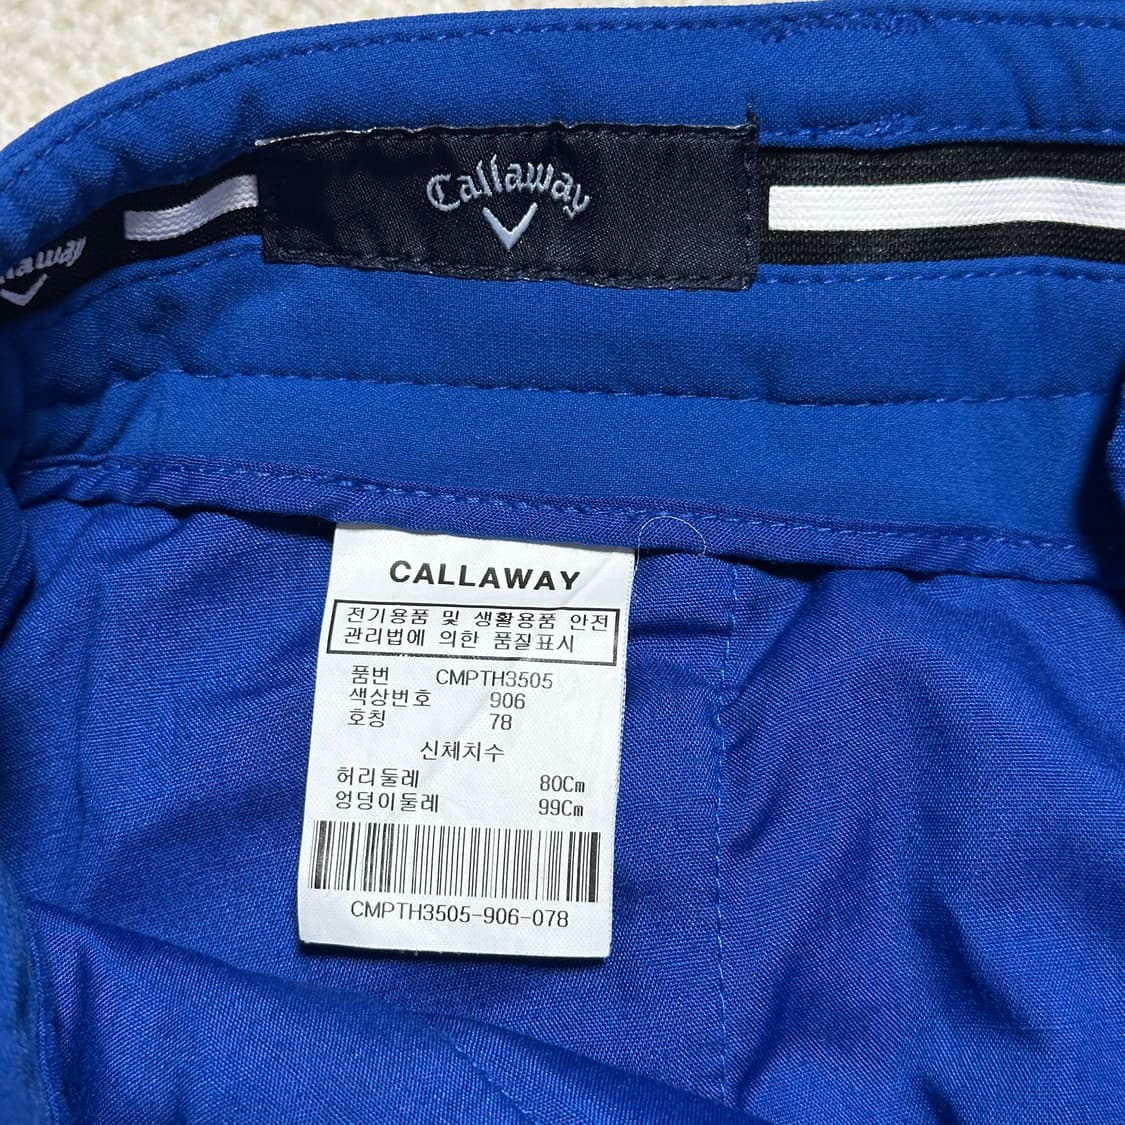 Callaway
CALLAWAY
전기용품 및 생활용품 안전
관리법에 의한 품질표시
품번 CMPTH3505
색상번호 906
호칭 78
신체치수
허리둘레 80Cm
엉덩이둘레 99Cm
CMPTH3505-906-078